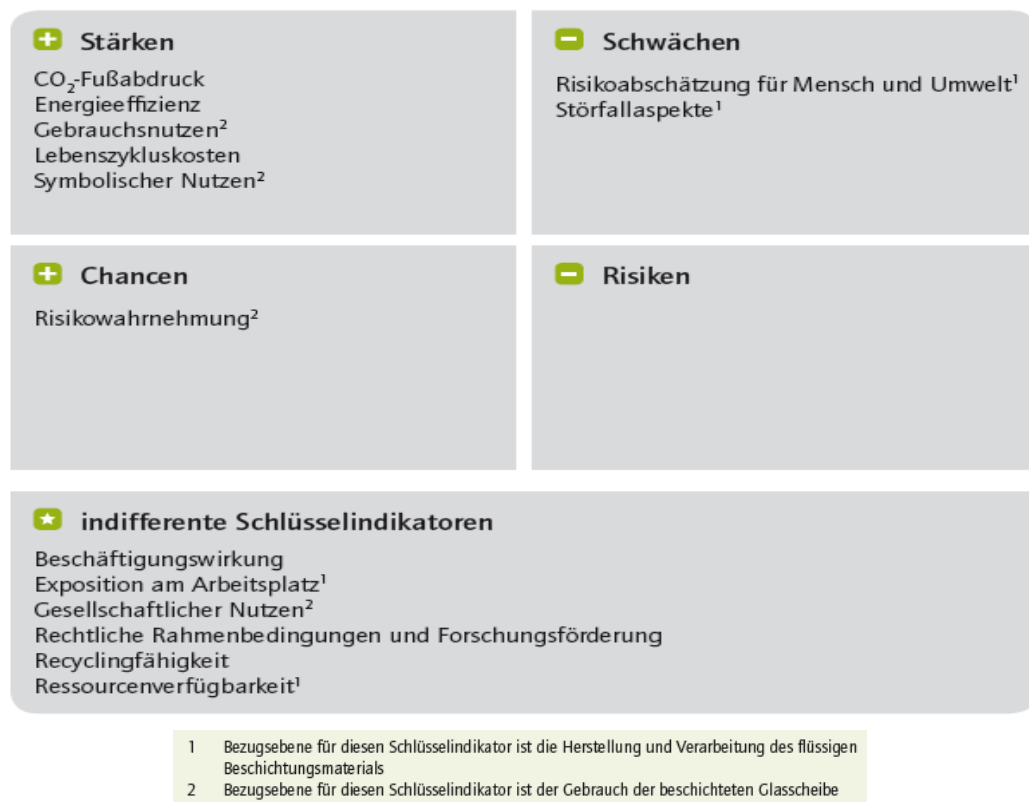 Stärken
CO₂-Fußabdruck
Energieeffizienz
Gebrauchsnutzen²
Lebenszykluskosten
Symbolischer Nutzen²
Schwächen
Risikoabschätzung für Mensch und Umwelt¹
Störfallaspekte¹
Chancen
Risikowahrnehmung²
Risiken
indifferente Schlüsselindikatoren
Beschäftigungswirkung
Exposition am Arbeitsplatz¹
Gesellschaftlicher Nutzen²
Rechtliche Rahmenbedingungen und Forschungsförderung
Recyclingfähigkeit
Ressourcenverfügbarkeit¹
1 Bezugsebene für diesen Schlüsselindikator ist die Herstellung und Verarbeitung des flüssigen
Beschichtungsmaterials
2 Bezugsebene für diesen Schlüsselindikator ist der Gebrauch der beschichteten Glasscheibe